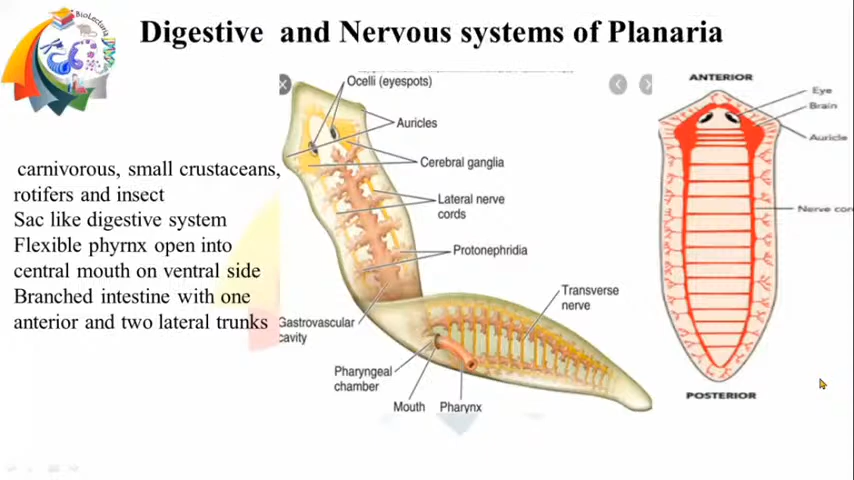 BioLectaria
Digestive and Nervous systems of Planaria
carnivorous, small crustaceans,
rotifers and insect
Sac like digestive system
Flexible phyrnx open into
central mouth on ventral side
Branched intestine with one
anterior and two lateral trunks
Ocelli (eyespots)
Auricles
Cerebral ganglia
Lateral nerve
cords
Protonephridia
Transverse
nerve
Gastrovascular
cavity
Pharyngeal
chamber
Mouth
Pharynx
ANTERIOR
Eye
Brain
Auricle
Nerve cor
POSTERIOR